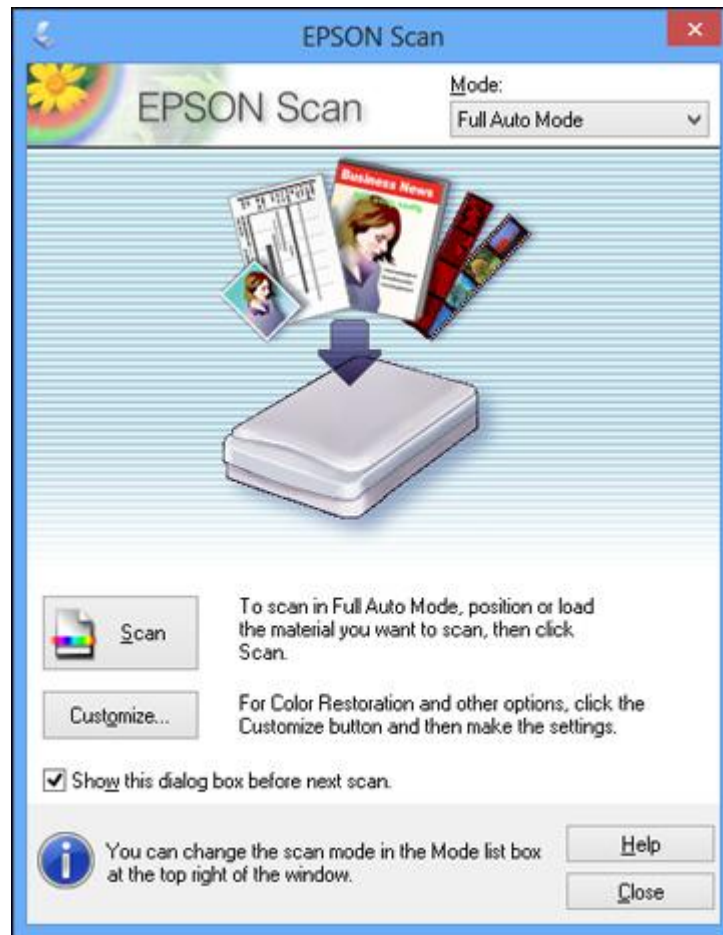 EPSON Scan
EPSON Scan
Mode:
Full Auto Mode
Business News
Scan
To scan in Full Auto Mode, position or load
the material you want to scan, then click
Scan.
Customize...
For Color Restoration and other options, click the
Customize button and then make the settings.
Show this dialog box before next scan.
You can change the scan mode in the Mode list box
at the top right of the window.
Help
Close